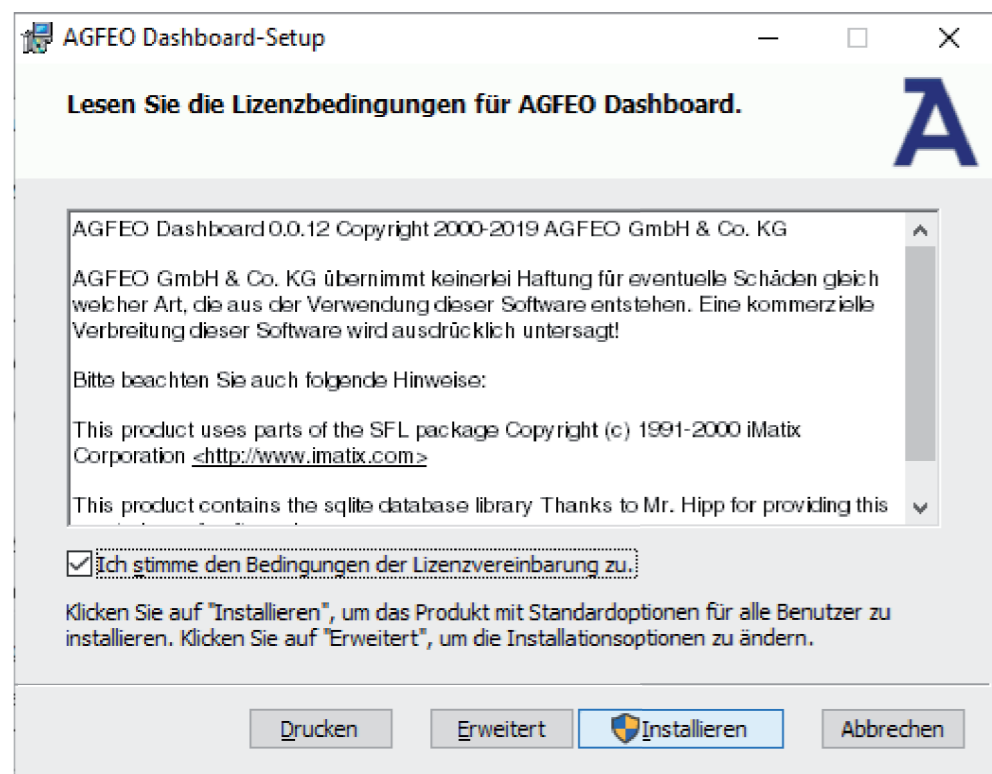 AGFEO Dashboard-Setup
Lesen Sie die Lizenzbedingungen für AGFEO Dashboard.
AGFEO Dashboard 0.0.12 Copyright 2000-2019 AGFEO GmbH & Co. KG
AGFEO GmbH & Co. KG übernimmt keinerlei Haftung für eventuelle Schäden gleich
welcher Art, die aus der Verwendung dieser Software entstehen. Eine kommerzielle
Verbreitung dieser Software wird ausdrücklich untersagt!
Bitte beachten Sie auch folgende Hinweise:
This product uses parts of the SFL package Copyright (c) 1991-2000 iMatix
Corporation <http://www.imatix.com>
This product contains the sqlite database library Thanks to Mr. Hipp for providing this
Ich stimme den Bedingungen der Lizenzvereinbarung zu.
Klicken Sie auf "Installieren", um das Produkt mit Standardoptionen für alle Benutzer zu
installieren. Klicken Sie auf "Erweitert", um die Installationsoptionen zu ändern.
Drucken Erweitert Installieren Abbrechen